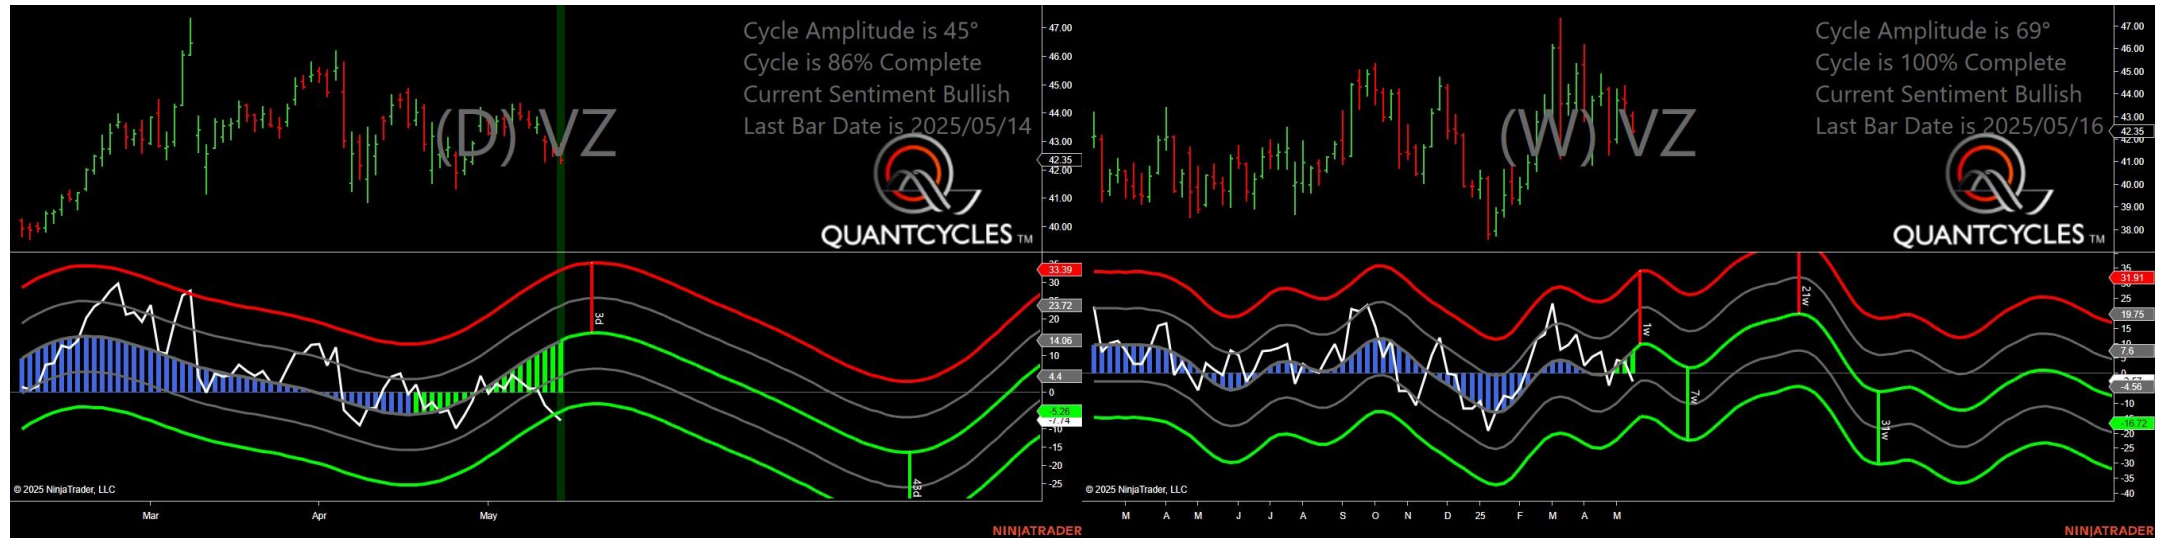 Cycle Amplitude is 45°
Cycle is 86% Complete
Current Sentiment Bullish
Last Bar Date is 2025/05/14
(D) VZ
QUANTCYCLES TM
47.00
46.00
45.00
44.00
43.00
42.35
42.00
41.00
40.00
33.39
30
23.72
20
14.06
10
4.4
0
-5.26
-7.74
-10
-15
-20
-25
3d
43d
© 2025 NinjaTrader, LLC
Mar Apr May
NINJATRADER
Cycle Amplitude is 69°
Cycle is 100% Complete
Current Sentiment Bullish
Last Bar Date is 2025/05/16
(W) VZ
QUANTCYCLES TM
47.00
46.00
45.00
44.00
43.00
42.35
42.00
41.00
40.00
39.00
38.00
35
31.91
25
19.75
15
7.6
-4.56
-10
-16.72
-20
-25
-30
-35
-40
1w
7w
21w
31w
© 2025 NinjaTrader, LLC
M A M J J A S O N D 25 F M A M
NINJATRADER